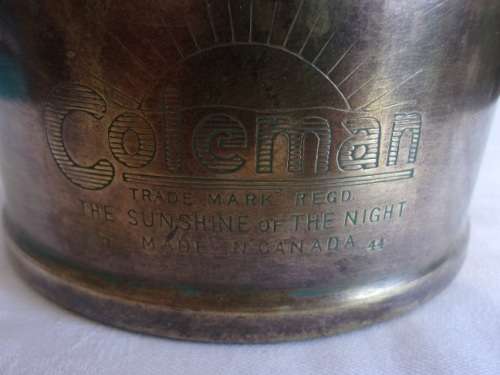 Coleman
TRADE MARK REGD
THE SUNSHINE OF THE NIGHT
MADE IN CANADA 44